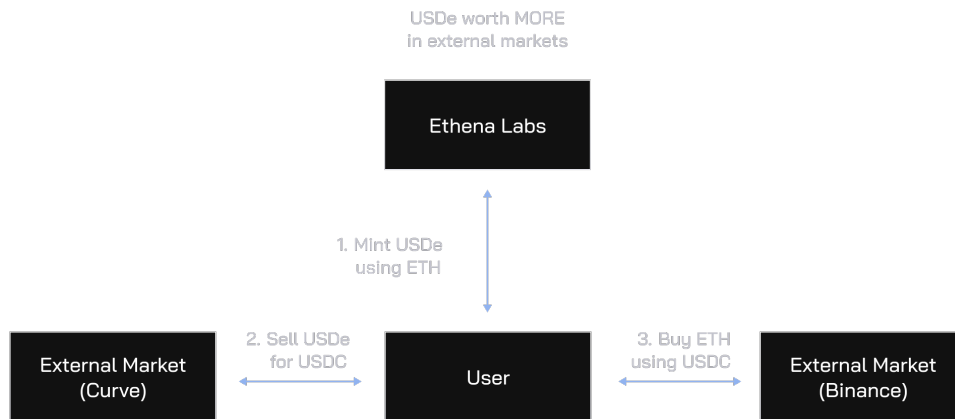 USDe worth MORE
in external markets
Ethena Labs
1. Mint USDe
using ETH
External Market
(Curve)
2. Sell USDe
for USDC
User
3. Buy ETH
using USDC
External Market
(Binance)